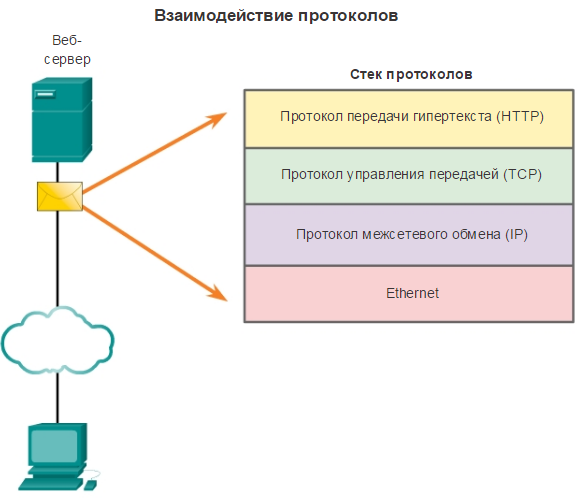 Взаимодействие протоколов
Веб-
сервер
Стек протоколов
Протокол передачи гипертекста (HTTP)
Протокол управления передачей (TCP)
Протокол межсетевого обмена (IP)
Ethernet